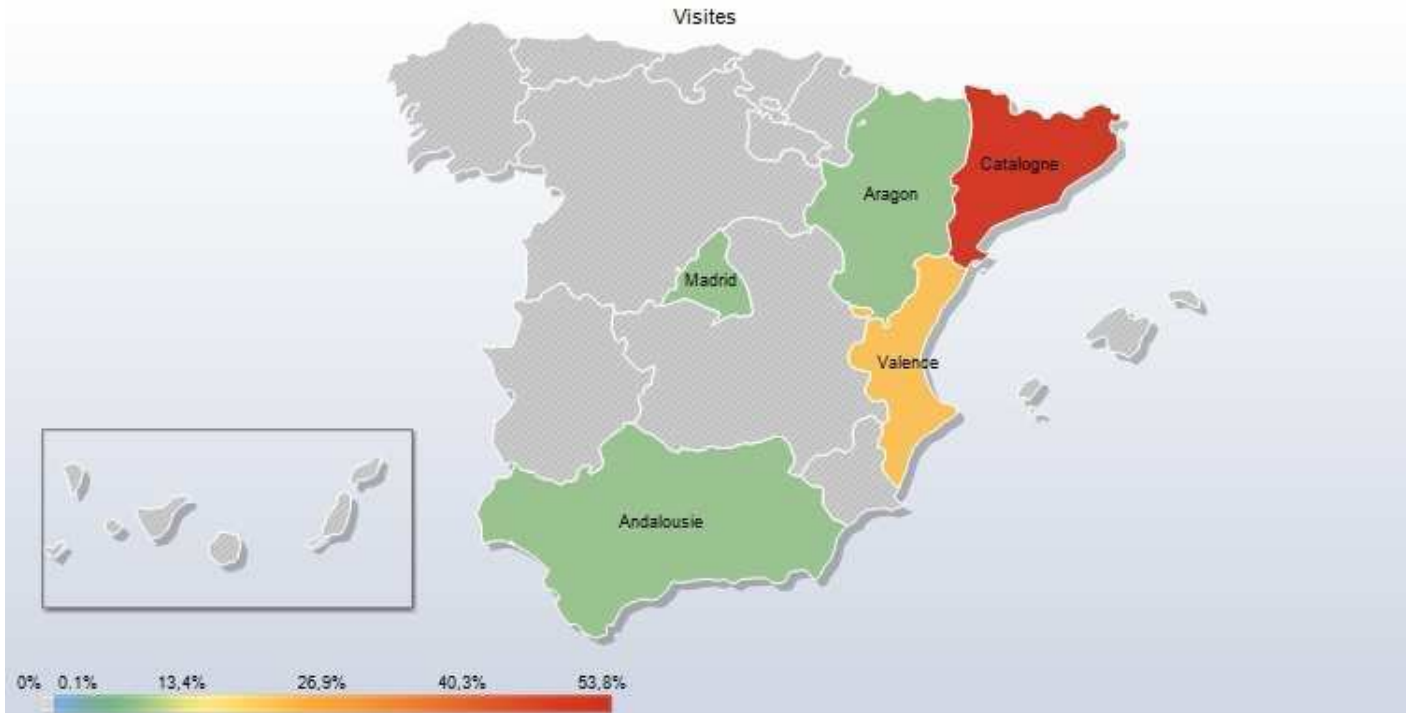 Visites
Catalogne
Aragon
Madrid
Valence
Andalousie
0% 0.1% 13,4% 26,9% 40,3% 53,8%